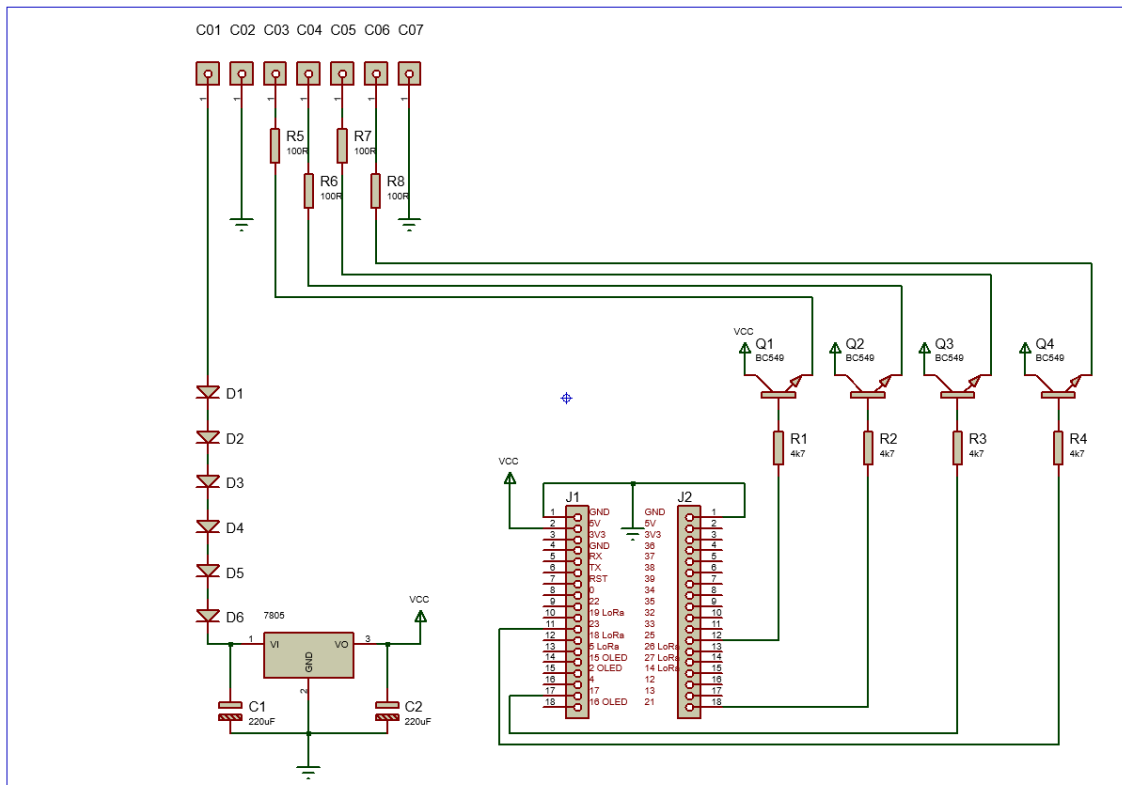 C01 C02 C03 C04 C05 C06 C07
1 1 1 1 1 1 1
R5 R7
100R 100R
R6 R8
100R 100R
VCC
Q1 Q2 Q3 Q4
BC549 BC549 BC549 BC549
D1
D2
D3
D4
D5
D6
R1 R2 R3 R4
4k7 4k7 4k7 4k7
VCC
J1 J2
1 GND GND 1
2 5V 5V 2
3 3V3 3V3 3
4 GND 36 4
5 RX 37 5
6 TX 38 6
7 RST 39 7
8 0 34 8
9 22 35 9
10 19 LoRa 32 10
11 23 33 11
12 18 LoRa 25 12
13 5 LoRa 26 LoRa 13
14 15 OLED 27 LoRa 14
15 2 OLED 14 LoRa 15
16 4 12 16
17 17 13 17
18 16 OLED 21 18
7805
VCC
1 VI VO 3
GND
2
C1 C2
220uF 220uF